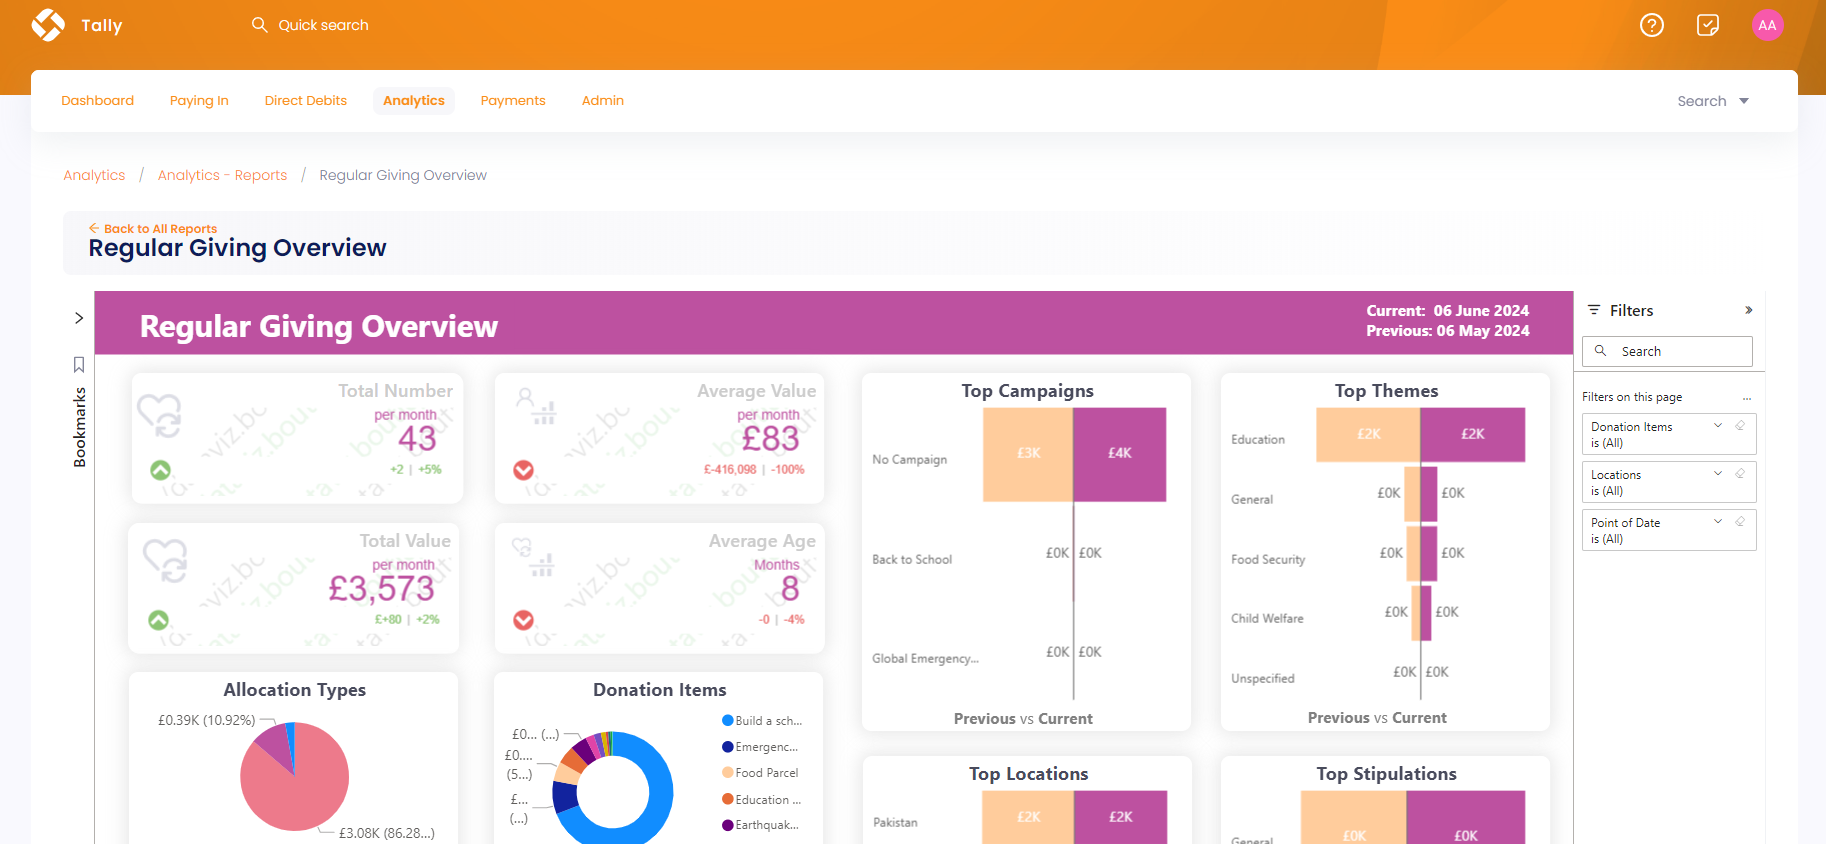 Tally
Quick search
AA
Dashboard
Paying In
Direct Debits
Analytics
Payments
Admin
Search
Analytics / Analytics - Reports / Regular Giving Overview
← Back to All Reports
Regular Giving Overview
Bookmarks
Regular Giving Overview
Current: 06 June 2024
Previous: 06 May 2024
Total Number
per month
43
+2 | +5%
Average Value
per month
£83
£-416,098 | -100%
Total Value
per month
£3,573
£+80 | +2%
Average Age
Months
8
-0 | -4%
Allocation Types
£0.39K (10.92%)
£3.08K (86.28...)
Donation Items
£0... (...)
£0....
(5...)
£...
(...)
Build a sch...
Emergenc...
Food Parcel
Education ...
Earthquak...
Top Campaigns
No Campaign
£3K
£4K
Back to School
£0K
£0K
Global Emergency...
£0K
£0K
Previous vs Current
Top Themes
Education
£2K
£2K
General
£0K
£0K
Food Security
£0K
£0K
Child Welfare
£0K
£0K
Unspecified
£0K
£0K
Previous vs Current
Top Locations
Pakistan
£2K
£2K
Top Stipulations
General
£0K
£0K
Filters
Search
Filters on this page
...
Donation Items
is (All)
Locations
is (All)
Point of Date
is (All)